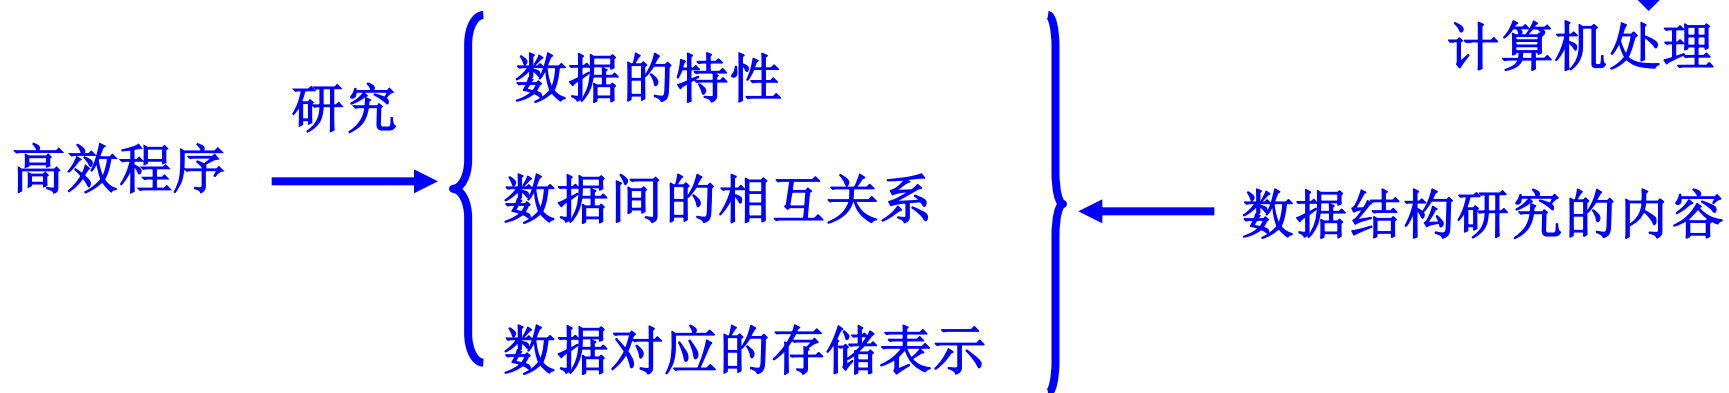 计算机处理
数据的特性
研究
高效程序
数据间的相互关系
数据结构研究的内容
数据对应的存储表示